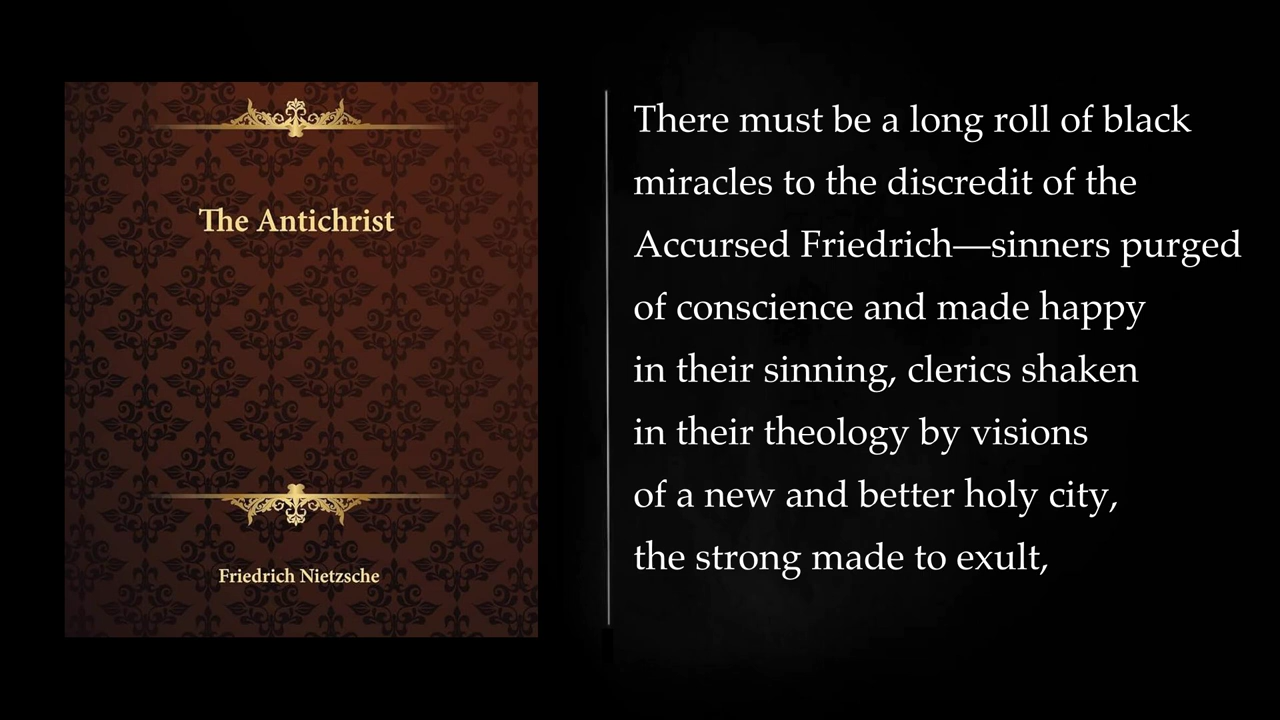 The Antichrist
Friedrich Nietzsche
There must be a long roll of black
miracles to the discredit of the
Accursed Friedrich—sinners purged
of conscience and made happy
in their sinning, clerics shaken
in their theology by visions
of a new and better holy city,
the strong made to exult,